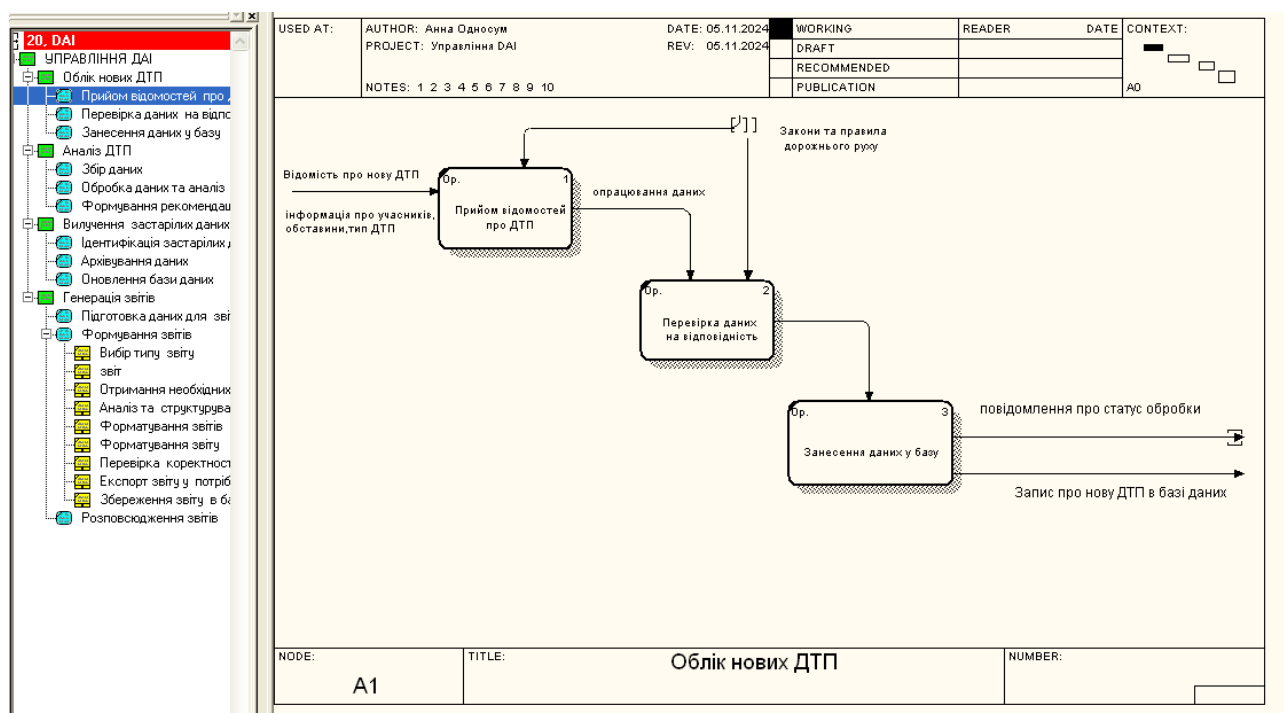 20, DAI
УПРАВЛІННЯ ДАІ
Облік нових ДТП
Прийом відомостей про
Перевірка даних на відпо
Занесення даних у базу
Аналіз ДТП
Збір даних
Обробка даних та аналіз
Формування рекомендац
Вилучення застарілих даних
Ідентифікація застарілих
Архівування даних
Оновлення бази даних
Генерація звітів
Підготовка даних для зві
Формування звітів
Вибір типу звіту
звіт
Отримання необхідних
Аналіз та структурува
Форматування звітів
Форматування звіту
Перевірка коректност
Експорт звіту у потріб
Збереження звіту в ба
Розповсюдження звітів
USED AT:
AUTHOR: Анна Односум
DATE: 05.11.2024
PROJECT: Управлінна DAI
REV: 05.11.2024
NOTES: 1 2 3 4 5 6 7 8 9 10
WORKING
DRAFT
RECOMMENDED
PUBLICATION
READER DATE
CONTEXT:
A0
Закони та правила
дорожнього руху
Відомість про нову ДТП
інформація про учасників,
обставини,тип ДТП
0р. 1
Прийом відомостей
про ДТП
опрацювання даних
0р. 2
Перевірка даних
на відповідність
0р. 3
Занесення даних у базу
повідомлення про статус обробки
Запис про нову ДТП в базі даних
NODE:
A1
TITLE:
Облік нових ДТП
NUMBER: